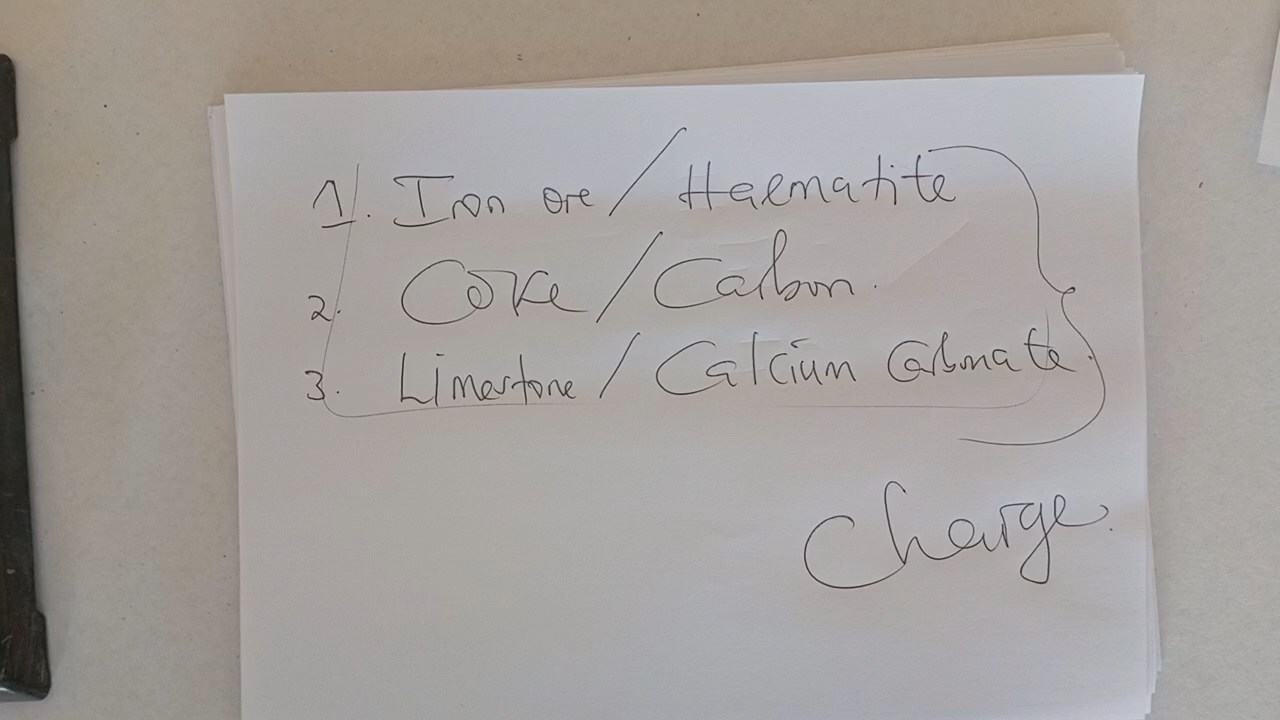 1. Iron ore / Haematite
2. Coke / Carbon.
3. Limestone / Calcium Carbonate.
Charge.